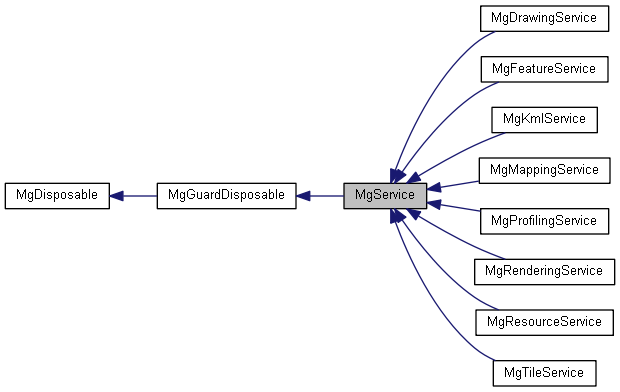 MgDrawingService
MgFeatureService
MgKmlService
MgMappingService
MgDisposable
MgGuardDisposable
MgService
MgProfilingService
MgRenderingService
MgResourceService
MgTileService